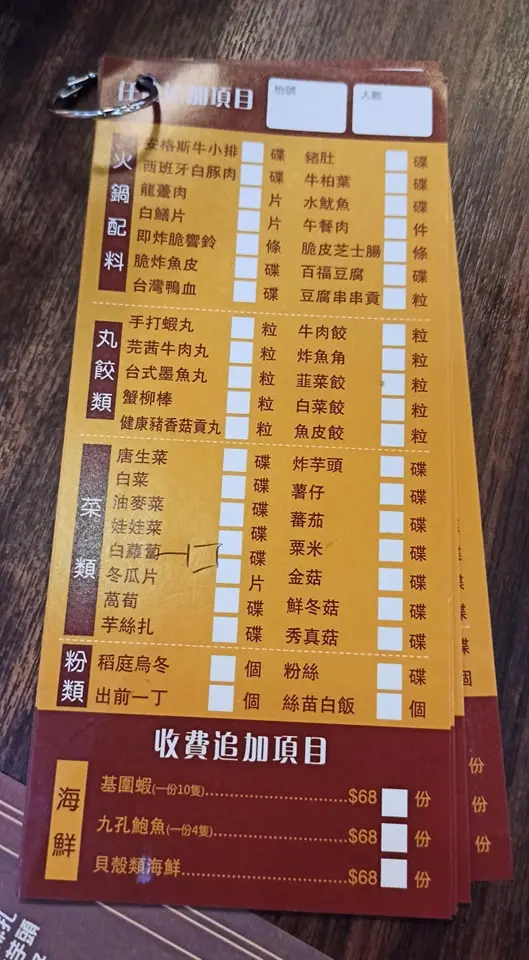 任 追加項目
枱號
人數
火鍋配料
安格斯牛小排 碟
西班牙白豚肉 碟
龍躉肉 片
白鱔片 片
即炸脆響鈴 條
脆炸魚皮 碟
台灣鴨血 碟
豬肚 碟
牛柏葉 碟
水魷魚 碟
午餐肉 件
脆皮芝士腸 條
百福豆腐 碟
豆腐串串貢 粒
丸餃類
手打蝦丸 粒
芫茜牛肉丸 粒
台式墨魚丸 粒
蟹柳棒 粒
健康豬香菇貢丸 粒
牛肉餃 粒
炸魚角 粒
韮菜餃 粒
白菜餃 粒
魚皮餃 粒
菜類
唐生菜 碟
白菜 碟
油麥菜 碟
娃娃菜 碟
白蘿蔔 碟
冬瓜片 片
萵荀 碟
芋絲扎 碟
炸芋頭 碟
薯仔 碟
蕃茄 碟
粟米 碟
金菇 碟
鮮冬菇 碟
秀真菇 碟
粉類
稻庭烏冬 個
出前一丁 個
粉絲 碟
絲苗白飯 個
收費追加項目
海鮮
基圍蝦(一份10隻)...$68 份
九孔鮑魚(一份4隻)...$68 份
貝殼類海鮮...$68 份
份
份
份